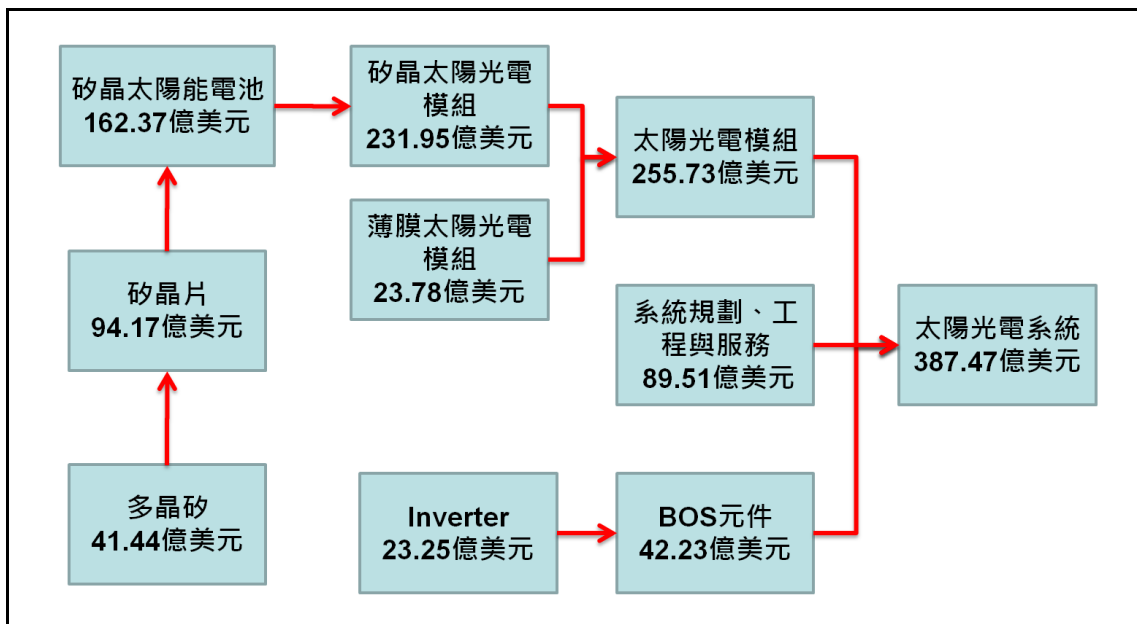 矽晶太陽能電池
162.37億美元
矽晶太陽光電
模組
231.95億美元
太陽光電模組
255.73億美元
薄膜太陽光電
模組
23.78億美元
矽晶片
94.17億美元
系統規劃、工
程與服務
89.51億美元
太陽光電系統
387.47億美元
多晶矽
41.44億美元
Inverter
23.25億美元
BOS元件
42.23億美元